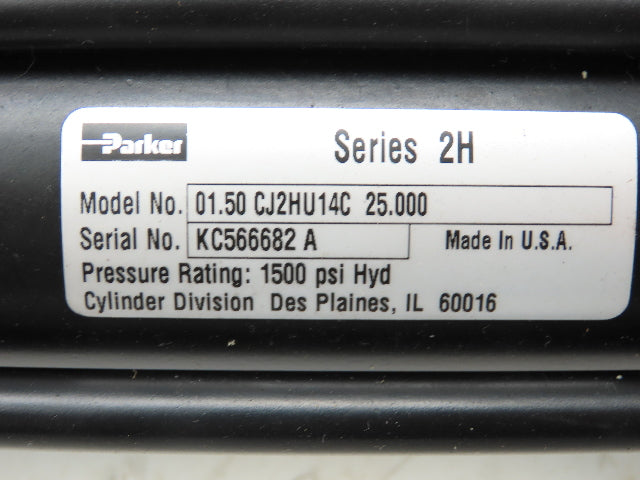 Parker Series 2H
Model No. 01.50 CJ2HU14C 25.000
Serial No. KC566682 A Made In U.S.A.
Pressure Rating: 1500 psi Hyd
Cylinder Division Des Plaines, IL 60016